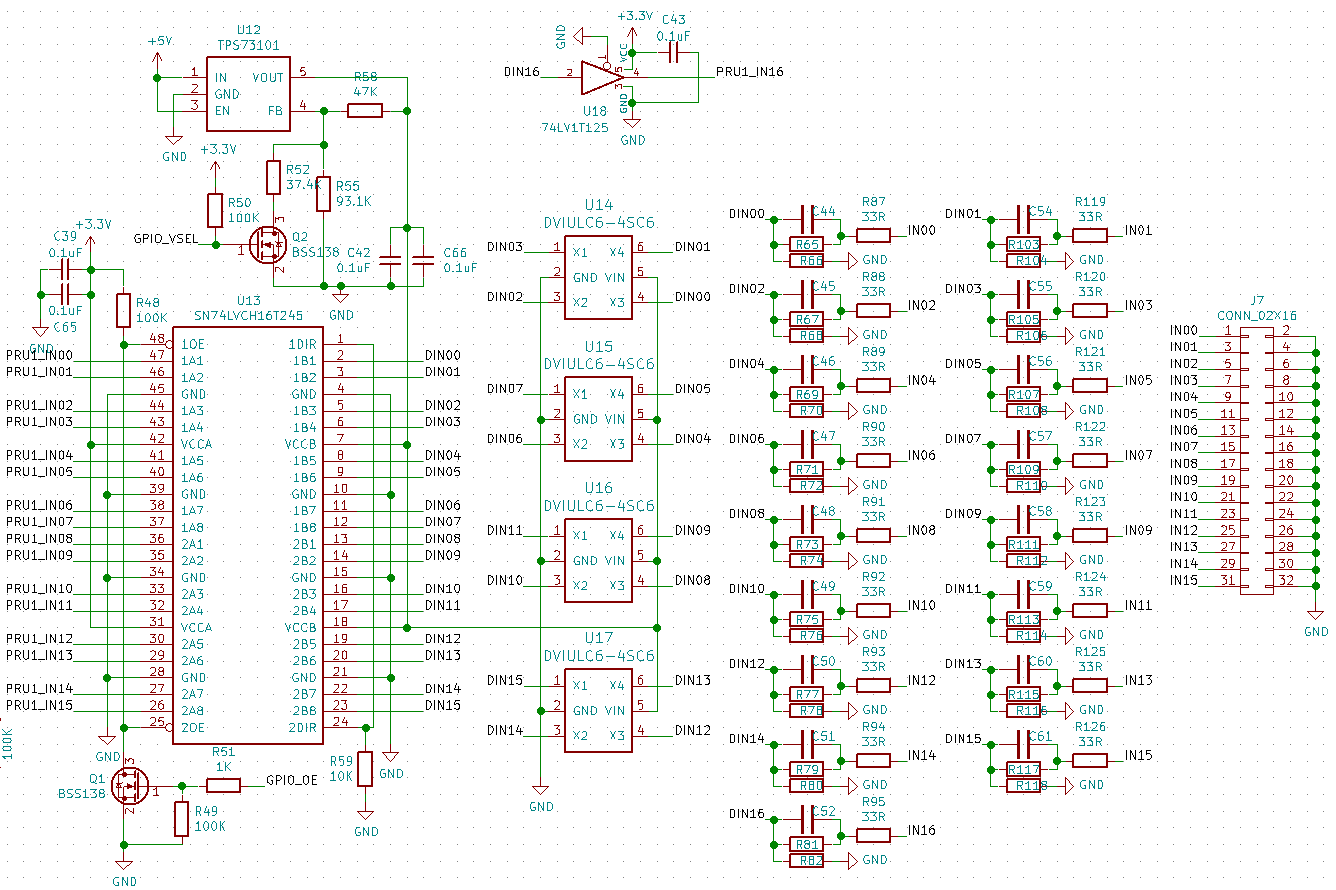 U12
TPS73101
+5V
1 IN VOUT 5
2 GND
3 EN FB 4
GND
R58
47K
+3.3V
R50
100K
R52
37.4K
R55
93.1K
GPIO_VSEL
1
3
2
Q2
BSS138
C42
0.1uF
C66
0.1uF
GND
+3.3V
C39
0.1uF
0.1uF
C65
GND
R48
100K
U13
SN74LVCH16T245
48 1OE 1DIR 1
PRU1_IN00 47 1A1 1B1 2 DIN00
PRU1_IN01 46 1A2 1B2 3 DIN01
45 GND GND 4
PRU1_IN02 44 1A3 1B3 5 DIN02
PRU1_IN03 43 1A4 1B4 6 DIN03
42 VCCA VCCB 7
PRU1_IN04 41 1A5 1B5 8 DIN04
PRU1_IN05 40 1A6 1B6 9 DIN05
39 GND GND 10
PRU1_IN06 38 1A7 1B7 11 DIN06
PRU1_IN07 37 1A8 1B8 12 DIN07
PRU1_IN08 36 2A1 2B1 13 DIN08
PRU1_IN09 35 2A2 2B2 14 DIN09
34 GND GND 15
PRU1_IN10 33 2A3 2B3 16 DIN10
PRU1_IN11 32 2A4 2B4 17 DIN11
31 VCCA VCCB 18
PRU1_IN12 30 2A5 2B5 19 DIN12
PRU1_IN13 29 2A6 2B6 20 DIN13
28 GND GND 21
PRU1_IN14 27 2A7 2B7 22 DIN14
PRU1_IN15 26 2A8 2B8 23 DIN15
25 2OE 2DIR 24
100K
GND
Q1
BSS138
3
1
2
R51
1K
GPIO_OE
R49
100K
GND
R59
10K
GND
GND
+3.3V
C43
0.1uF
GND
1
VCC
5
DIN16 2 4 PRU1_IN16
3
GND
U18
74LV1T125
GND
U14
DVIULC6-4SC6
DIN03 1 X1 X4 6 DIN01
2 GND VIN 5
DIN02 3 X2 X3 4 DIN00
U15
DVIULC6-4SC6
DIN07 1 X1 X4 6 DIN05
2 GND VIN 5
DIN06 3 X2 X3 4 DIN04
U16
DVIULC6-4SC6
DIN11 1 X1 X4 6 DIN09
2 GND VIN 5
DIN10 3 X2 X3 4 DIN08
U17
DVIULC6-4SC6
DIN15 1 X1 X4 6 DIN13
2 GND VIN 5
DIN14 3 X2 X3 4 DIN12
GND
DIN00 C44 R87
33R
IN00
R65
R66 GND
DIN02 C45 R88
33R
IN02
R67
R68 GND
DIN04 C46 R89
33R
IN04
R69
R70 GND
DIN06 C47 R90
33R
IN06
R71
R72 GND
DIN08 C48 R91
33R
IN08
R73
R74 GND
DIN10 C49 R92
33R
IN10
R75
R76 GND
DIN12 C50 R93
33R
IN12
R77
R78 GND
DIN14 C51 R94
33R
IN14
R79
R80 GND
DIN16 C52 R95
33R
IN16
R81
R82 GND
DIN01 C54 R119
33R
IN01
R103
R104 GND
DIN03 C55 R120
33R
IN03
R105
R106 GND
DIN05 C56 R121
33R
IN05
R107
R108 GND
DIN07 C57 R122
33R
IN07
R109
R110 GND
DIN09 C58 R123
33R
IN09
R111
R112 GND
DIN11 C59 R124
33R
IN11
R113
R114 GND
DIN13 C60 R125
33R
IN13
R115
R116 GND
DIN15 C61 R126
33R
IN15
R117
R118 GND
J7
CONN_02X16
IN00 1 2
IN01 3 4
IN02 5 6
IN03 7 8
IN04 9 10
IN05 11 12
IN06 13 14
IN07 15 16
IN08 17 18
IN09 19 20
IN10 21 22
IN11 23 24
IN12 25 26
IN13 27 28
IN14 29 30
IN15 31 32
GND